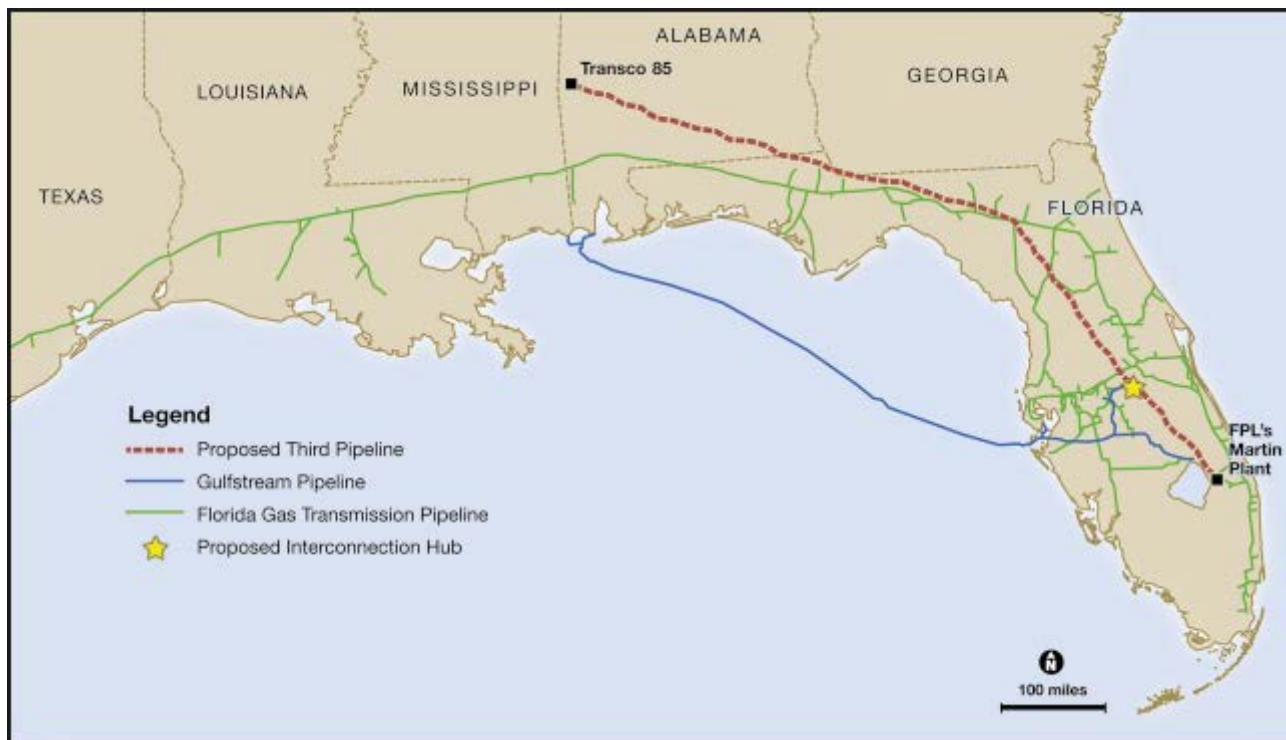 ALABAMA
Transco 85
GEORGIA
LOUISIANA
MISSISSIPPI
TEXAS
FLORIDA
Legend
Proposed Third Pipeline
Gulfstream Pipeline
Florida Gas Transmission Pipeline
Proposed Interconnection Hub
FPL's
Martin
Plant
N
100 miles